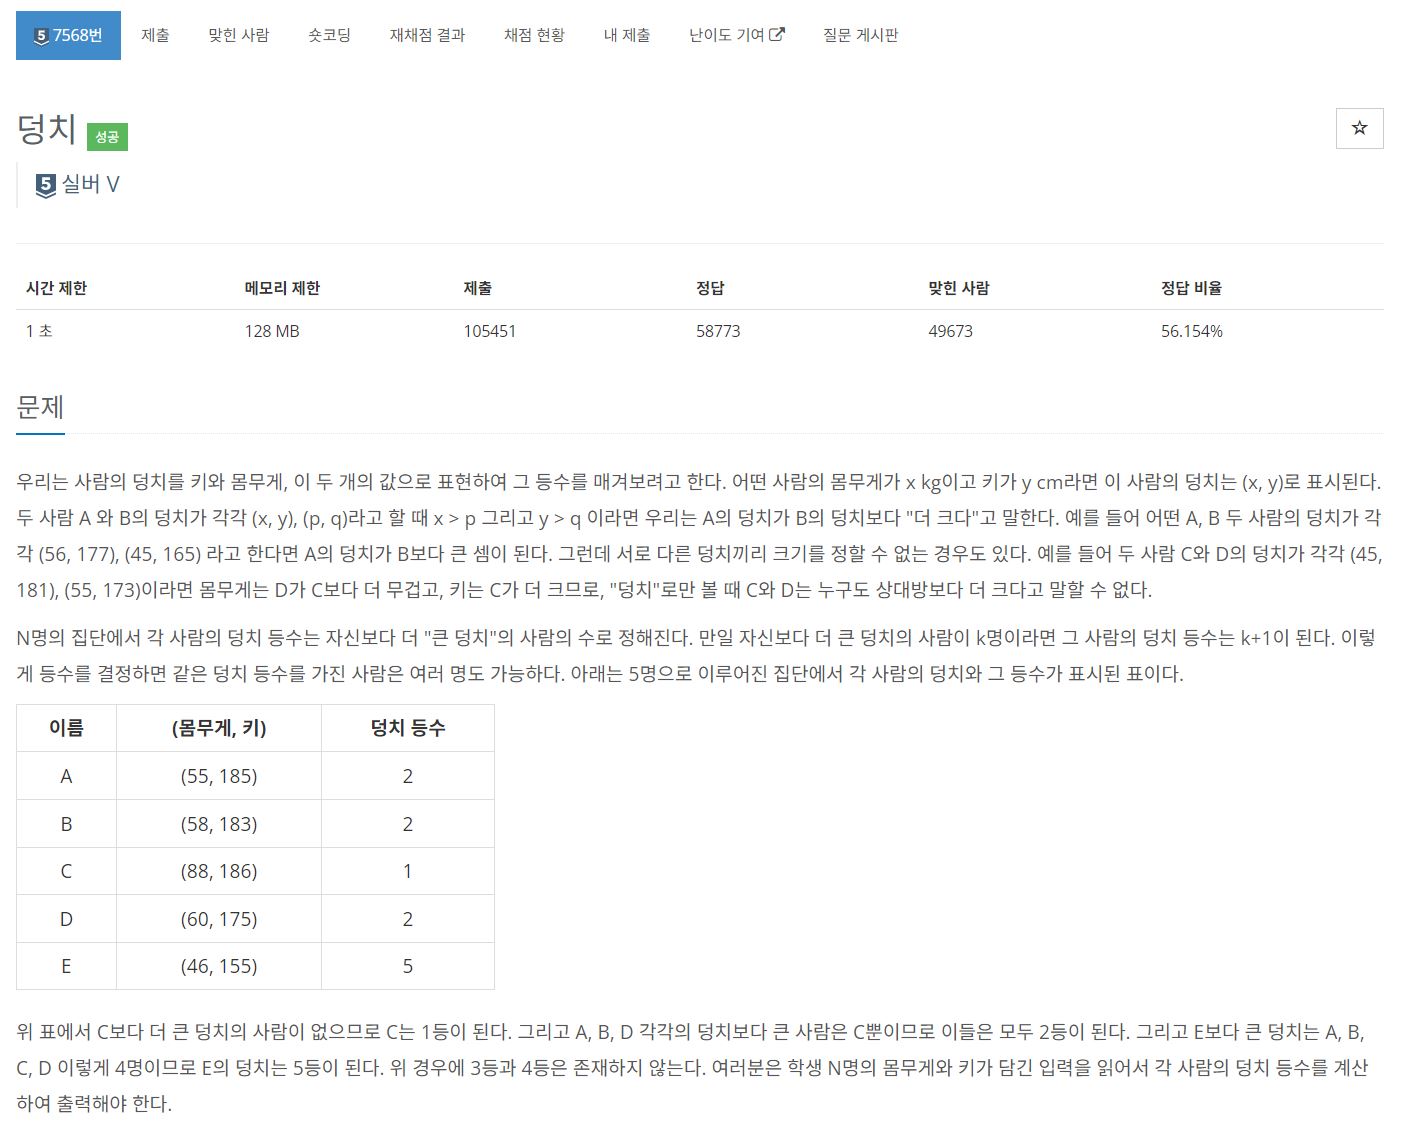 5 7568번 제출 맞힌 사람 숏코딩 재채점 결과 채점 현황 내 제출 난이도 기여 질문 게시판
덩치 성공
5 실버 V
시간 제한 메모리 제한 제출 정답 맞힌 사람 정답 비율
1 초 128 MB 105451 58773 49673 56.154%
문제
우리는 사람의 덩치를 키와 몸무게, 이 두 개의 값으로 표현하여 그 등수를 매겨보려고 한다. 어떤 사람의 몸무게가 x kg이고 키가 y cm라면 이 사람의 덩치는 (x, y)로 표시된다.
두 사람 A 와 B의 덩치가 각각 (x, y), (p, q)라고 할 때 x > p 그리고 y > q 이라면 우리는 A의 덩치가 B의 덩치보다 "더 크다"고 말한다. 예를 들어 어떤 A, B 두 사람의 덩치가 각
각 (56, 177), (45, 165) 라고 한다면 A의 덩치가 B보다 큰 셈이 된다. 그런데 서로 다른 덩치끼리 크기를 정할 수 없는 경우도 있다. 예를 들어 두 사람 C와 D의 덩치가 각각 (45,
181), (55, 173)이라면 몸무게는 D가 C보다 더 무겁고, 키는 C가 더 크므로, "덩치"로만 볼 때 C와 D는 누구도 상대방보다 더 크다고 말할 수 없다.
N명의 집단에서 각 사람의 덩치 등수는 자신보다 더 "큰 덩치"의 사람의 수로 정해진다. 만일 자신보다 더 큰 덩치의 사람이 k명이라면 그 사람의 덩치 등수는 k+1이 된다. 이렇
게 등수를 결정하면 같은 덩치 등수를 가진 사람은 여러 명도 가능하다. 아래는 5명으로 이루어진 집단에서 각 사람의 덩치와 그 등수가 표시된 표이다.
이름 (몸무게, 키) 덩치 등수
A (55, 185) 2
B (58, 183) 2
C (88, 186) 1
D (60, 175) 2
E (46, 155) 5
위 표에서 C보다 더 큰 덩치의 사람이 없으므로 C는 1등이 된다. 그리고 A, B, D 각각의 덩치보다 큰 사람은 C뿐이므로 이들은 모두 2등이 된다. 그리고 E보다 큰 덩치는 A, B,
C, D 이렇게 4명이므로 E의 덩치는 5등이 된다. 위 경우에 3등과 4등은 존재하지 않는다. 여러분은 학생 N명의 몸무게와 키가 담긴 입력을 읽어서 각 사람의 덩치 등수를 계산
하여 출력해야 한다.